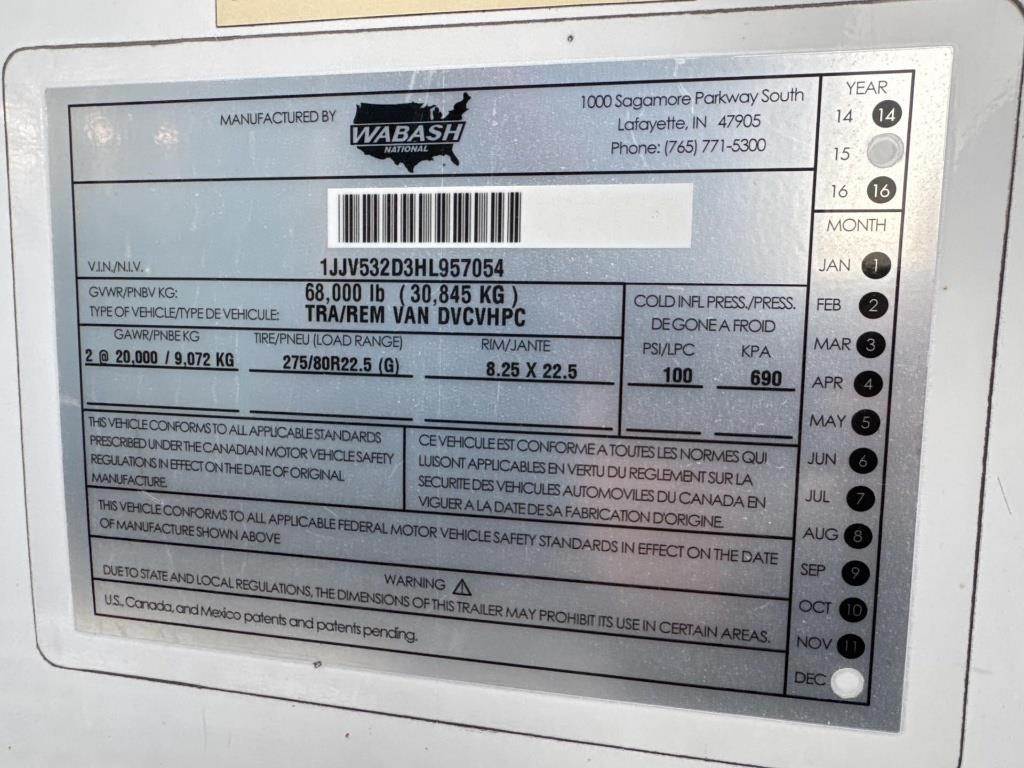 MANUFACTURED BY
WABASH
NATIONAL
1000 Sagamore Parkway South
Lafayette, IN 47905
Phone: (765) 771-5300
V.I.N./N.I.V.
1JJV532D3HL957054
GVWR/PNBV KG:
68,000 lb ( 30,845 KG )
TYPE OF VEHICLE/TYPE DE VEHICULE:
TRA/REM VAN DVCVHPC
GAWR/PNBE KG
TIRE/PNEU (LOAD RANGE)
RIM/JANTE
2 @ 20,000 / 9,072 KG
275/80R22.5 (G)
8.25 X 22.5
COLD INFL PRESS./PRESS.
DE GONE A FROID
PSI/LPC
KPA
100
690
THIS VEHICLE CONFORMS TO ALL APPLICABLE STANDARDS
PRESCRIBED UNDER THE CANADIAN MOTOR VEHICLE SAFETY
REGULATIONS IN EFFECT ON THE DATE OF ORIGINAL
MANUFACTURE.
CE VEHICULE EST CONFORME A TOUTES LES NORMES QUI
LUISONT APPLICABLES EN VERTU DU REGLEMENT SUR LA
SECURITE DES VEHICULES AUTOMOVILES DU CANADA EN
VIGUER A LA DATE DE SA FABRICATION D'ORIGINE.
THIS VEHICLE CONFORMS TO ALL APPLICABLE FEDERAL MOTOR VEHICLE SAFETY STANDARDS IN EFFECT ON THE DATE
OF MANUFACTURE SHOWN ABOVE
WARNING
DUE TO STATE AND LOCAL REGULATIONS, THE DIMENSIONS OF THIS TRAILER MAY PROHIBIT ITS USE IN CERTAIN AREAS.
U.S., Canada, and Mexico patents and patents pending.
YEAR
14 14
15
16 16
MONTH
JAN 1
FEB 2
MAR 3
APR 4
MAY 5
JUN 6
JUL 7
AUG 8
SEP 9
OCT 10
NOV 11
DEC